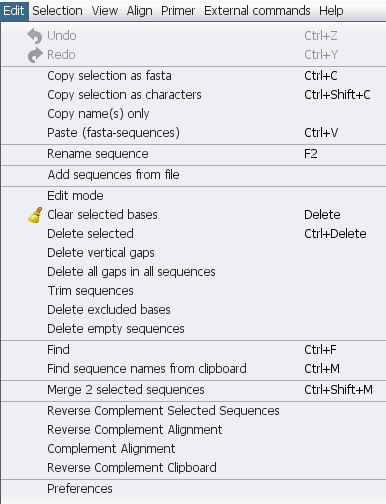 Edit Selection View Align Primer External commands Help
Undo Ctrl+Z
Redo Ctrl+Y
Copy selection as fasta Ctrl+C
Copy selection as characters Ctrl+Shift+C
Copy name(s) only
Paste (fasta-sequences) Ctrl+V
Rename sequence F2
Add sequences from file
Edit mode
Clear selected bases Delete
Delete selected Ctrl+Delete
Delete vertical gaps
Delete all gaps in all sequences
Trim sequences
Delete excluded bases
Delete empty sequences
Find Ctrl+F
Find sequence names from clipboard Ctrl+M
Merge 2 selected sequences Ctrl+Shift+M
Reverse Complement Selected Sequences
Reverse Complement Alignment
Complement Alignment
Reverse Complement Clipboard
Preferences